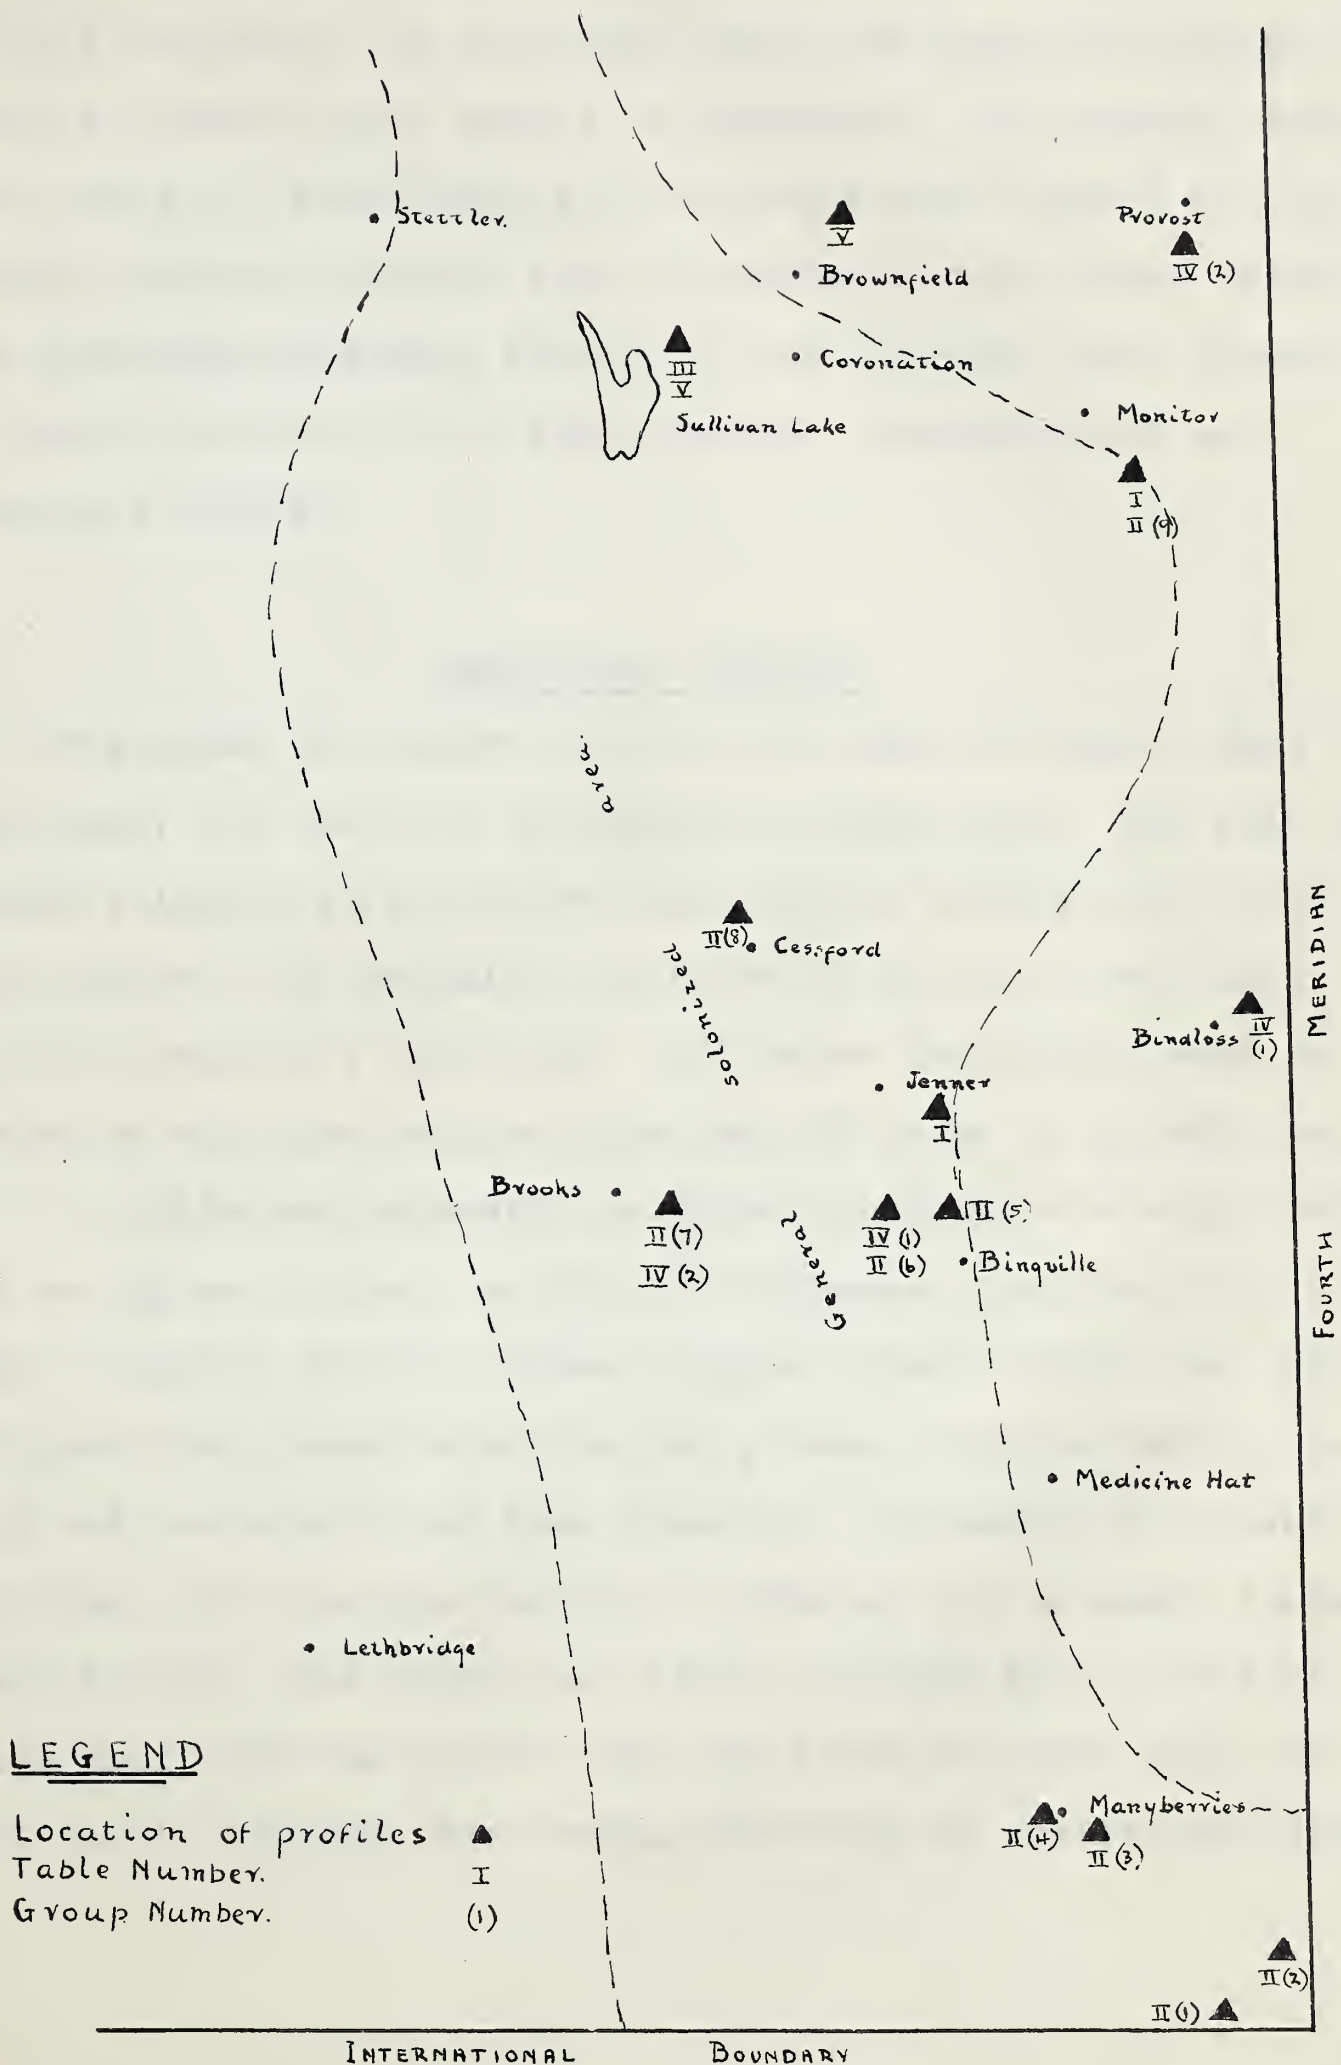 Stettler.
V
Provost
IV (2)
Brownfield
III
V
Coronation
Sullivan Lake
Monitor
I
II (9)
General solonized area.
II (8)
Cessford
MERIDIAN
IV
(1)
Bindloss
Jenner
I
Brooks
II (7)
IV (2)
IV (1)
II (6)
II (5)
Binqville
FOURTH
Medicine Hat
Lethbridge
LEGEND
Location of profiles
Table Number. I
Group Number. (1)
Manyberries
II (4)
II (3)
II (2)
II (1)
INTERNATIONAL BOUNDARY